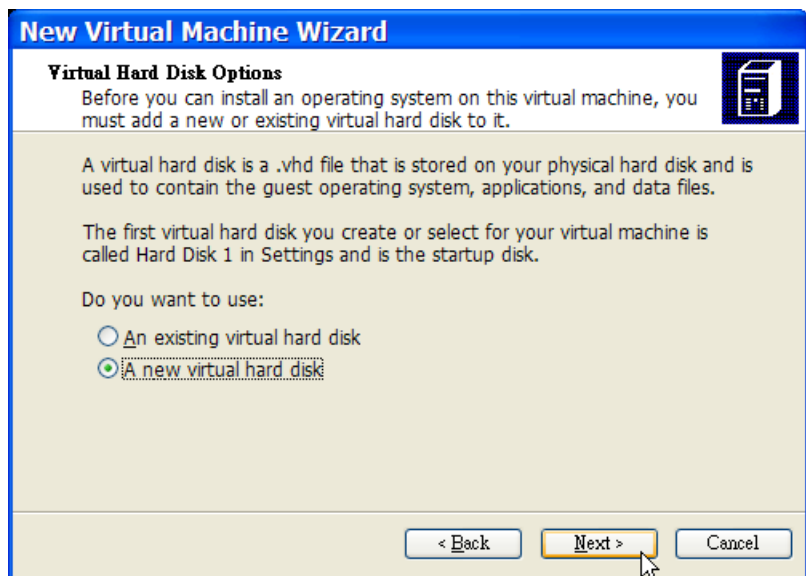 New Virtual Machine Wizard
Virtual Hard Disk Options
Before you can install an operating system on this virtual machine, you
must add a new or existing virtual hard disk to it.
A virtual hard disk is a .vhd file that is stored on your physical hard disk and is
used to contain the guest operating system, applications, and data files.
The first virtual hard disk you create or select for your virtual machine is
called Hard Disk 1 in Settings and is the startup disk.
Do you want to use:
An existing virtual hard disk
A new virtual hard disk
< Back
Next >
Cancel